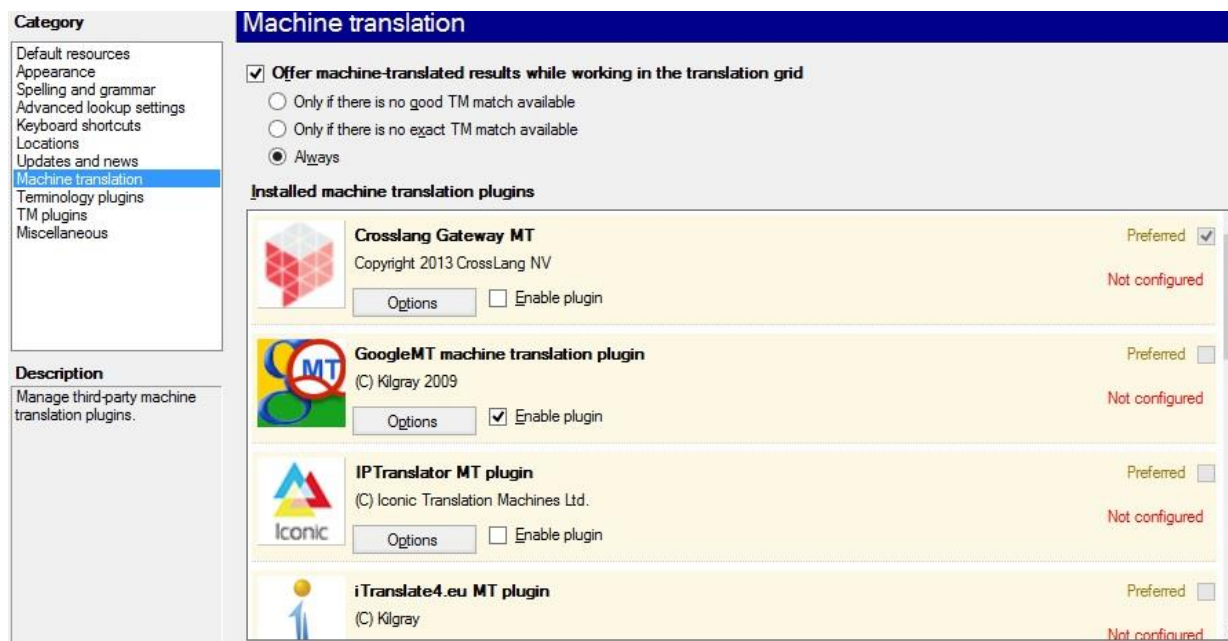 Category
Default resources
Appearance
Spelling and grammar
Advanced lookup settings
Keyboard shortcuts
Locations
Updates and news
Machine translation
Terminology plugins
TM plugins
Miscellaneous
Description
Manage third-party machine
translation plugins.
Machine translation
Offer machine-translated results while working in the translation grid
Only if there is no good TM match available
Only if there is no exact TM match available
Always
Installed machine translation plugins
Crosslang Gateway MT
Preferred
Copyright 2013 CrossLang NV
Not configured
Options
Enable plugin
MT
GoogleMT machine translation plugin
Preferred
(C) Kilgray 2009
Not configured
Options
Enable plugin
Iconic
IPTranslator MT plugin
Preferred
(C) Iconic Translation Machines Ltd.
Not configured
Options
Enable plugin
iTranslate4.eu MT plugin
Preferred
(C) Kilgray
Not configured